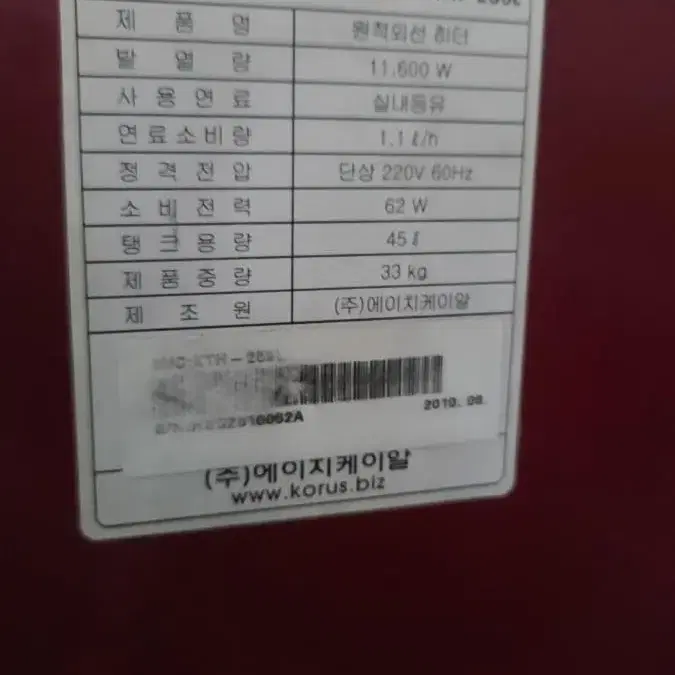 제품명 원적외선 히터
발열량 11,600 W
사용연료 실내등유
연료소비량 1.1 ℓ/h
정격전압 단상 220V 60Hz
소비전력 62 W
탱크용량 45 ℓ
제품중량 33 kg
제조원 (주)에이치케이알
2019. 08.
(주)에이치케이알
www.korus.biz